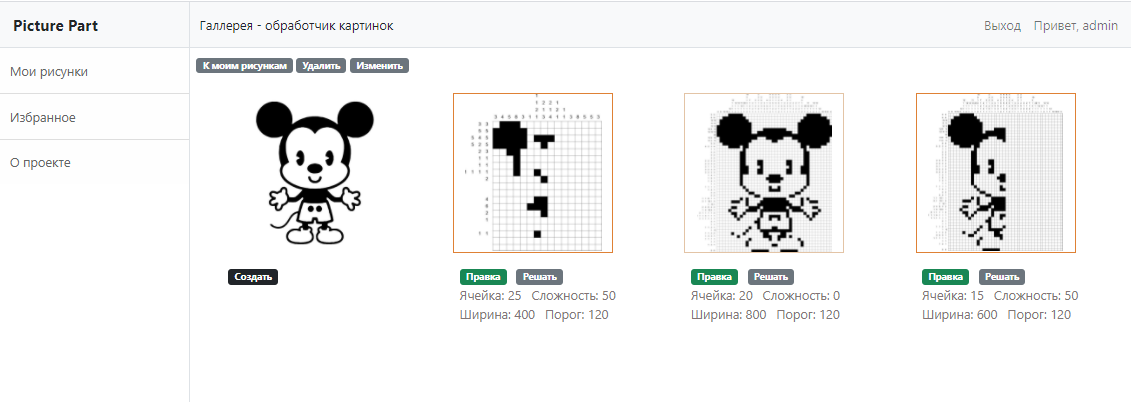 Picture Part
Галлерея - обработчик картинок
Выход Привет, admin
Мои рисунки
Избранное
О проекте
К моим рисункам Удалить Изменить
Создать
Правка Решать
Ячейка: 25 Сложность: 50
Ширина: 400 Порог: 120
Правка Решать
Ячейка: 20 Сложность: 0
Ширина: 800 Порог: 120
Правка Решать
Ячейка: 15 Сложность: 50
Ширина: 600 Порог: 120